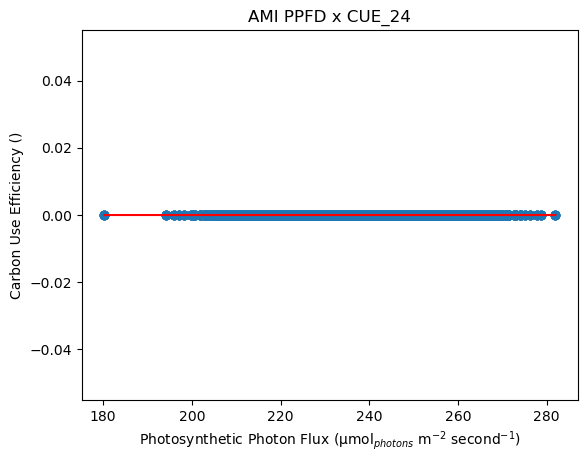 AMI PPFD x CUE_24
Carbon Use Efficiency ()
0.04
0.02
0.00
−0.02
−0.04
180 200 220 240 260 280
Photosynthetic Photon Flux (μmol$_{photons}$ m$^{-2}$ second$^{-1}$)